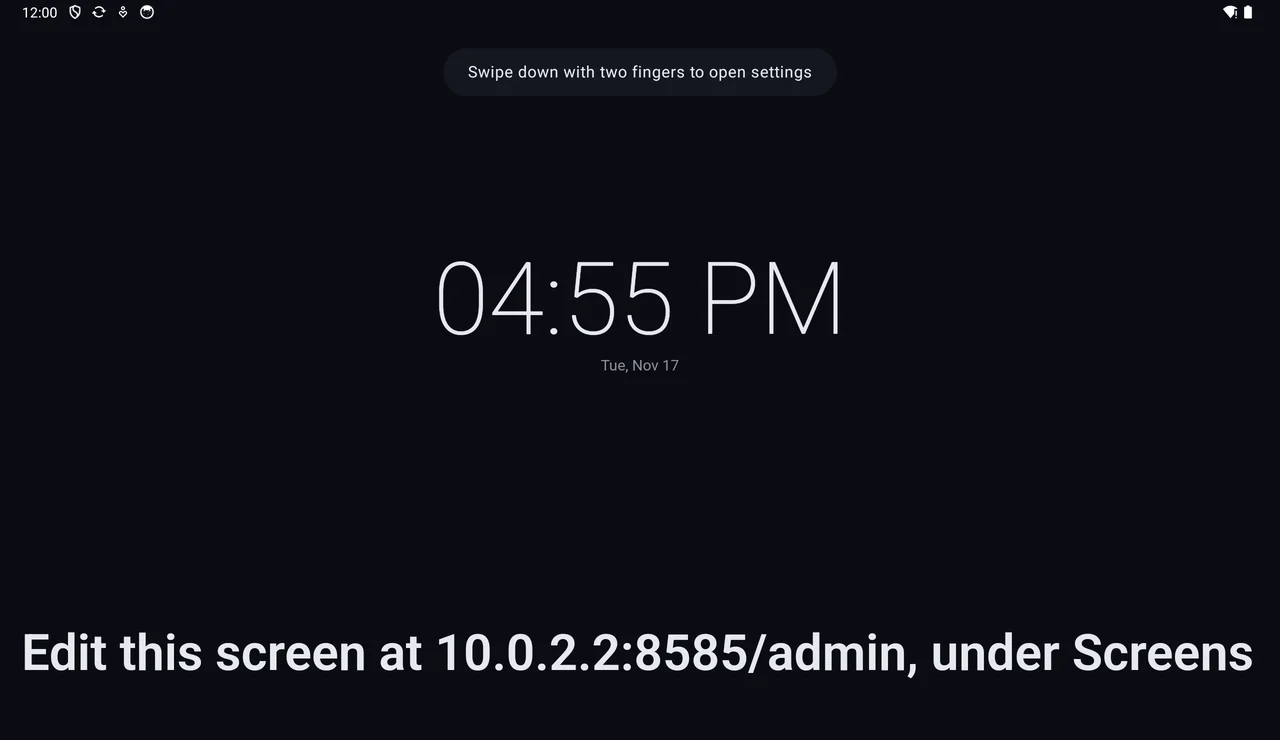 12:00
Swipe down with two fingers to open settings
04:55 PM
Tue, Nov 17
Edit this screen at 10.0.2.2:8585/admin, under Screens